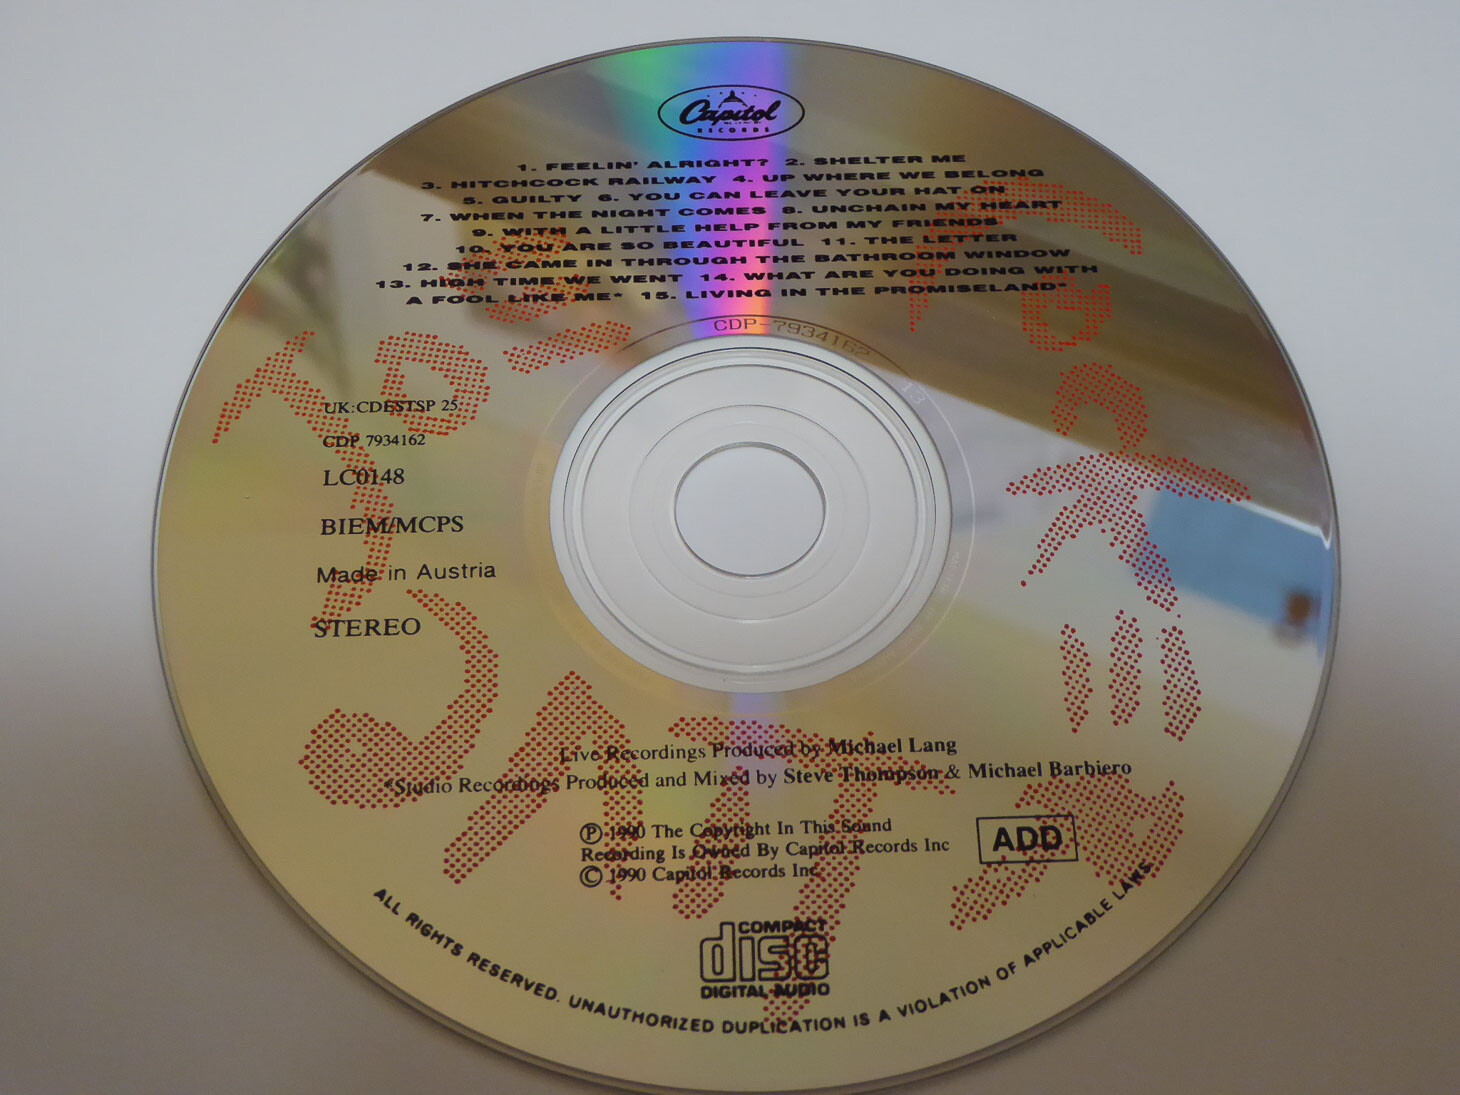 Capitol
RECORDS
1. FEELIN' ALRIGHT? 2. SHELTER ME
3. HITCHCOCK RAILWAY 4. UP WHERE WE BELONG
5. GUILTY 6. YOU CAN LEAVE YOUR HAT ON
7. WHEN THE NIGHT COMES 8. UNCHAIN MY HEART
9. WITH A LITTLE HELP FROM MY FRIENDS
10. YOU ARE SO BEAUTIFUL 11. THE LETTER
12. SHE CAME IN THROUGH THE BATHROOM WINDOW
13. HIGH TIME WE WENT 14. WHAT ARE YOU DOING WITH
A FOOL LIKE ME* 15. LIVING IN THE PROMISELAND*
CDP-7934162
13
UK:CDESTSP 25
CDP 7934162
LC0148
BIEM/MCPS
Made in Austria
STEREO
Live Recordings Produced by Michael Lang
*Studio Recordings Produced and Mixed by Steve Thompson & Michael Barbiero
Ⓟ 1990 The Copyright In This Sound
Recording Is Owned By Capitol Records Inc
© 1990 Capitol Records Inc
ADD
COMPACT
disc
DIGITAL AUDIO
ALL RIGHTS RESERVED. UNAUTHORIZED DUPLICATION IS A VIOLATION OF APPLICABLE LAWS.